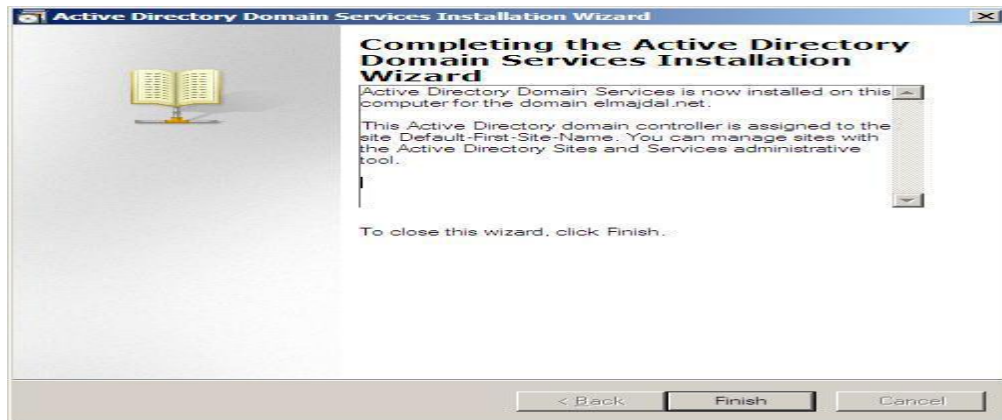 Active Directory Domain Services Installation Wizard
Completing the Active Directory
Domain Services Installation
Wizard
Active Directory Domain Services is now installed on this
computer for the domain elmajdal.net.
This Active Directory domain controller is assigned to the
site Default-First-Site-Name. You can manage sites with
the Active Directory Sites and Services administrative
tool.
To close this wizard, click Finish.
< Back
Finish
Cancel